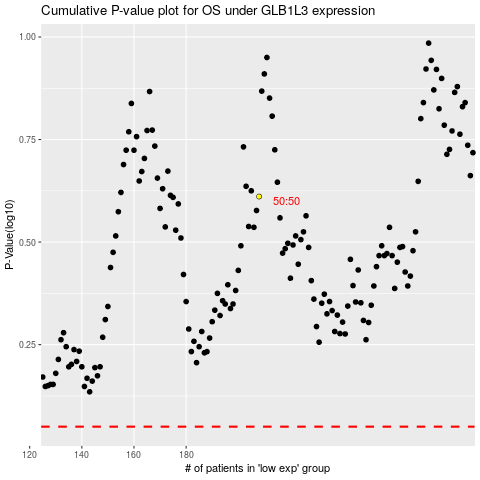 Cumulative P-value plot for OS under GLB1L3 expression
P-Value(log10)
1.00
0.75
0.50
0.25
50:50
120 140 160 180
# of patients in 'low exp' group